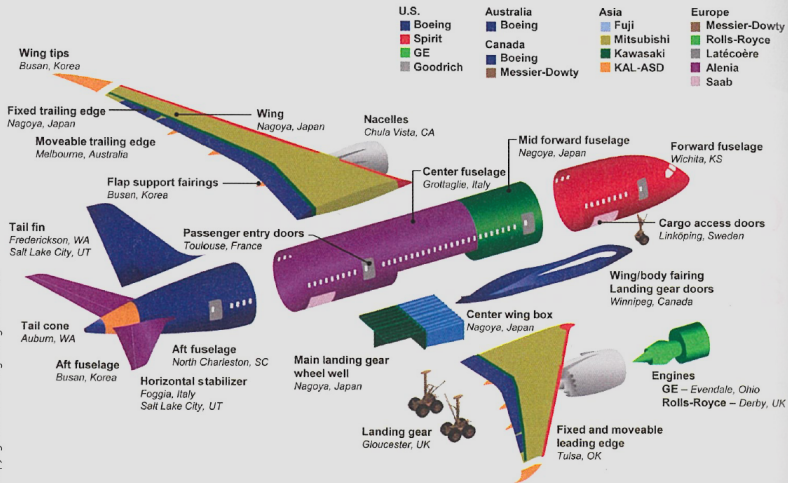 U.S.
Boeing
Spirit
GE
Goodrich
Australia
Boeing
Canada
Boeing
Messier-Dowty
Asia
Fuji
Mitsubishi
Kawasaki
KAL-ASD
Europe
Messier-Dowty
Rolls-Royce
Latécoère
Alenia
Saab
Wing tips
Busan, Korea
Fixed trailing edge
Nagoya, Japan
Moveable trailing edge
Melbourne, Australia
Wing
Nagoya, Japan
Nacelles
Chula Vista, CA
Flap support fairings
Busan, Korea
Center fuselage
Grottaglie, Italy
Mid forward fuselage
Nagoya, Japan
Forward fuselage
Wichita, KS
Tail fin
Frederickson, WA
Salt Lake City, UT
Passenger entry doors
Toulouse, France
Cargo access doors
Linköping, Sweden
Wing/body fairing
Landing gear doors
Winnipeg, Canada
Tail cone
Auburn, WA
Aft fuselage
Busan, Korea
Aft fuselage
North Charleston, SC
Horizontal stabilizer
Foggia, Italy
Salt Lake City, UT
Main landing gear
wheel well
Nagoya, Japan
Center wing box
Nagoya, Japan
Landing gear
Gloucester, UK
Fixed and moveable
leading edge
Tulsa, OK
Engines
GE – Evendale, Ohio
Rolls-Royce – Derby, UK